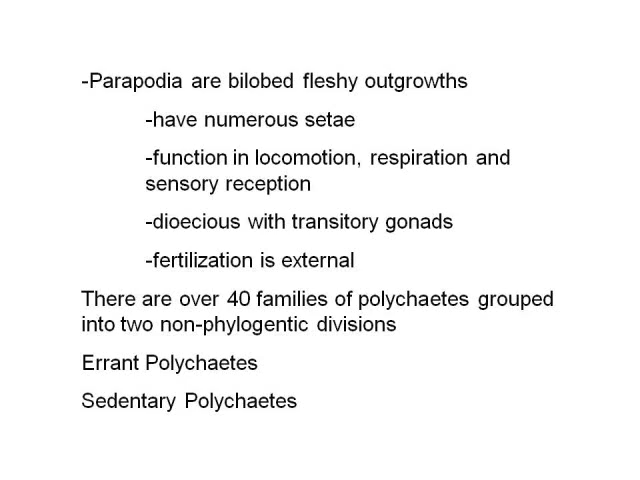 -Parapodia are bilobed fleshy outgrowths
-have numerous setae
-function in locomotion, respiration and
sensory reception
-dioecious with transitory gonads
-fertilization is external
There are over 40 families of polychaetes grouped
into two non-phylogentic divisions
Errant Polychaetes
Sedentary Polychaetes